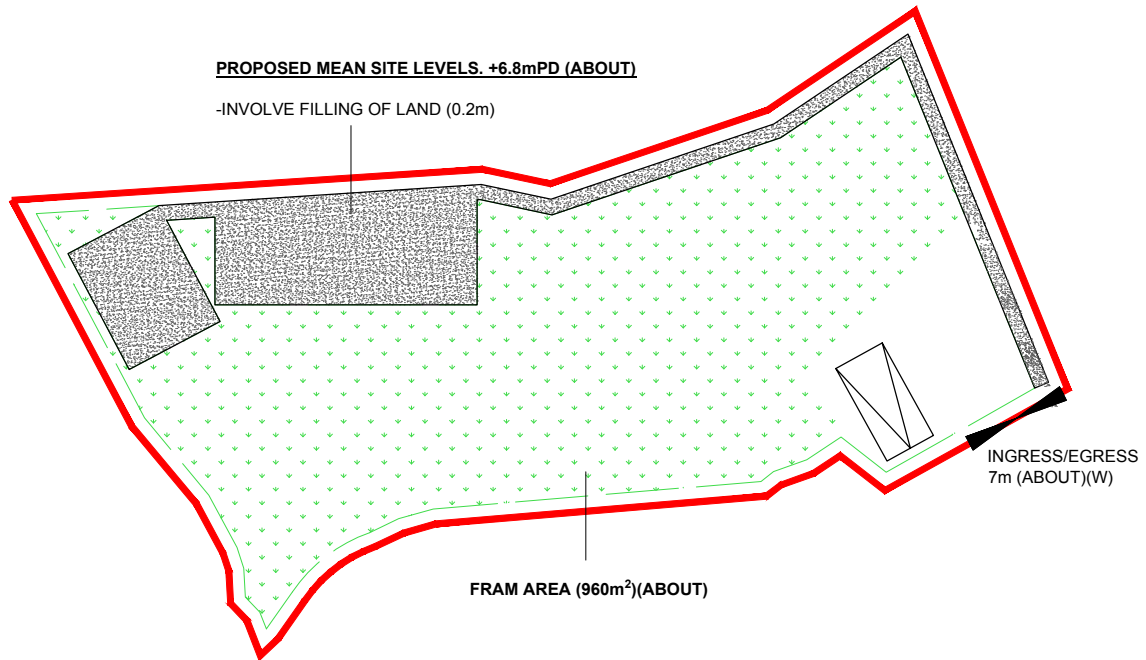 PROPOSED MEAN SITE LEVELS. +6.8mPD (ABOUT)
-INVOLVE FILLING OF LAND (0.2m)
INGRESS/EGRESS
7m (ABOUT)(W)
FRAM AREA (960m²)(ABOUT)